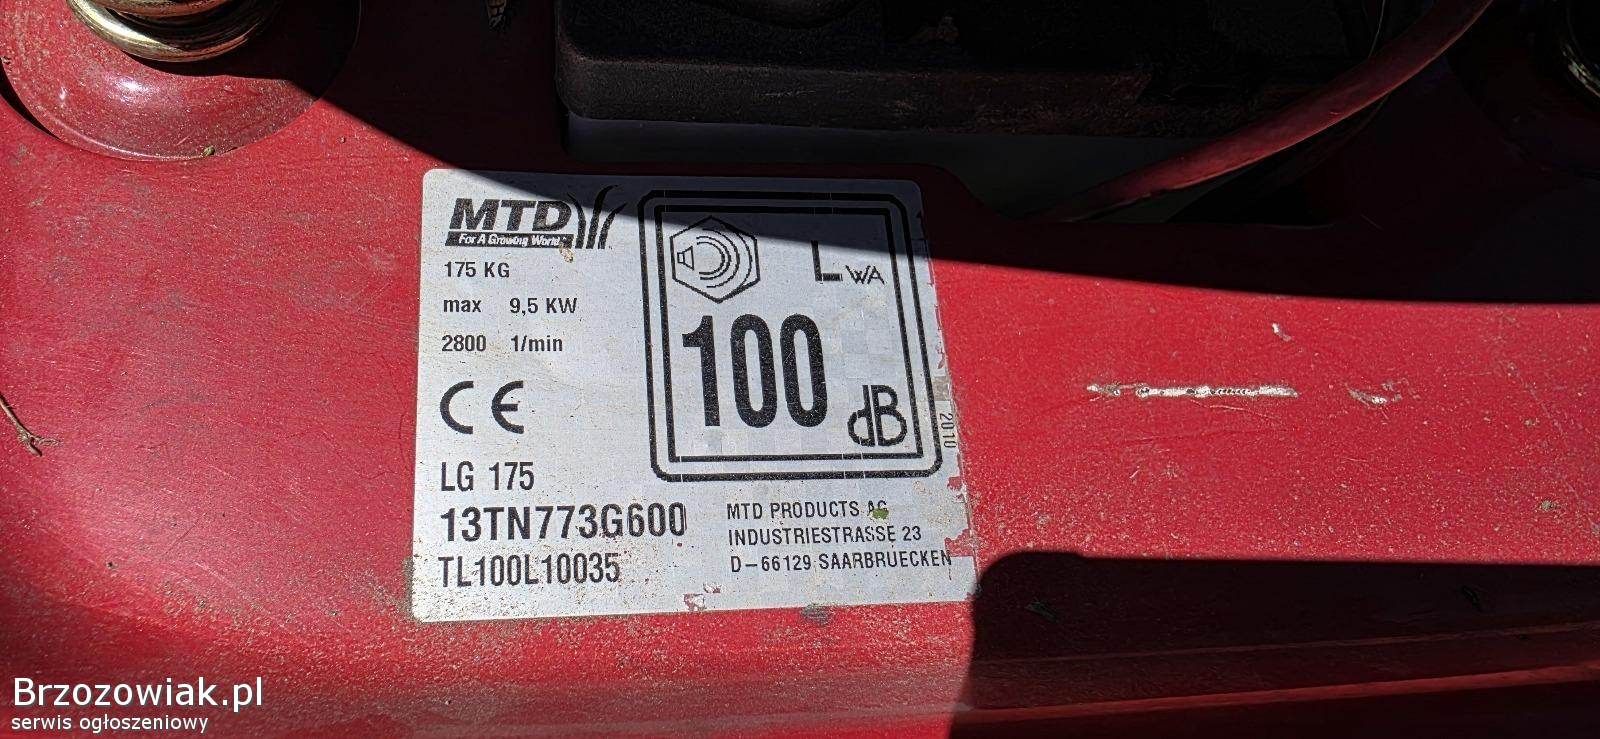 MTD
For A Growing World.
175 KG
max 9,5 KW
2800 1/min
CE
LWA
100
dB
2010
LG 175
13TN773G600
TL100L10035
MTD PRODUCTS AG
INDUSTRIESTRASSE 23
D-66129 SAARBRUECKEN
Brzozowiak.pl
serwis ogłoszeniowy